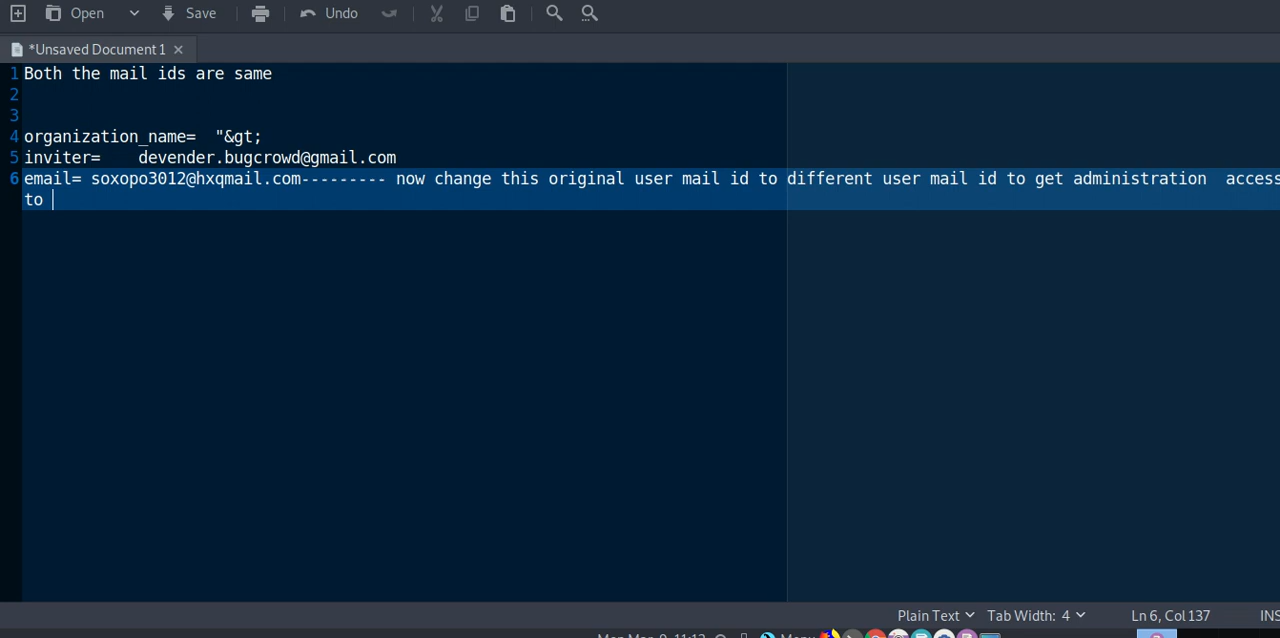 Open Save Undo
*Unsaved Document 1
1 Both the mail ids are same
2
3
4 organization_name= "&gt;
5 inviter= devender.bugcrowd@gmail.com
6 email= soxopo3012@hxqmail.com--------- now change this original user mail id to different user mail id to get administration access
to
Plain Text Tab Width: 4 Ln 6, Col 137 INS